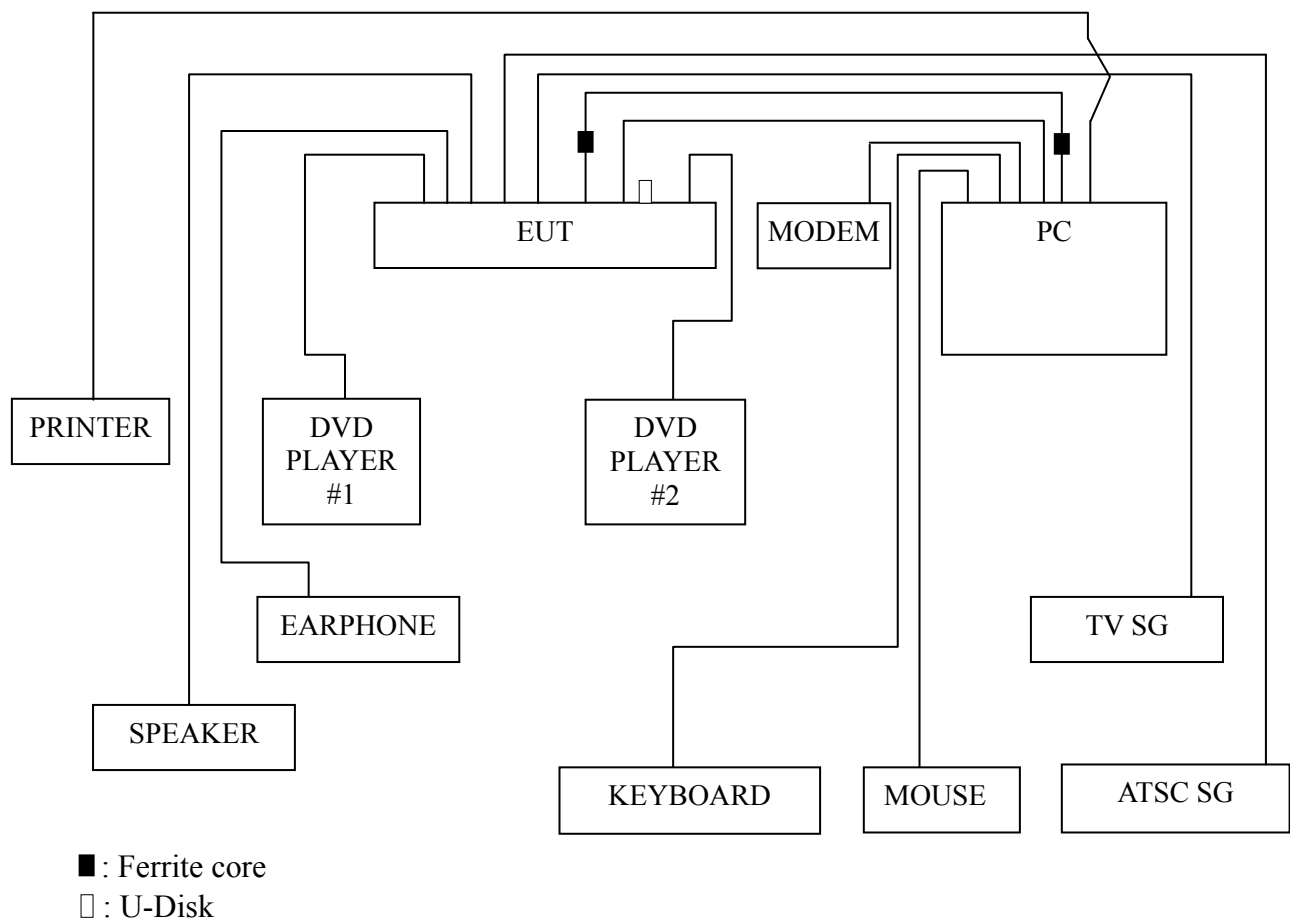 EUT
MODEM
PC
PRINTER
DVD
PLAYER
#1
DVD
PLAYER
#2
EARPHONE
TV SG
SPEAKER
KEYBOARD
MOUSE
ATSC SG
: Ferrite core
: U-Disk